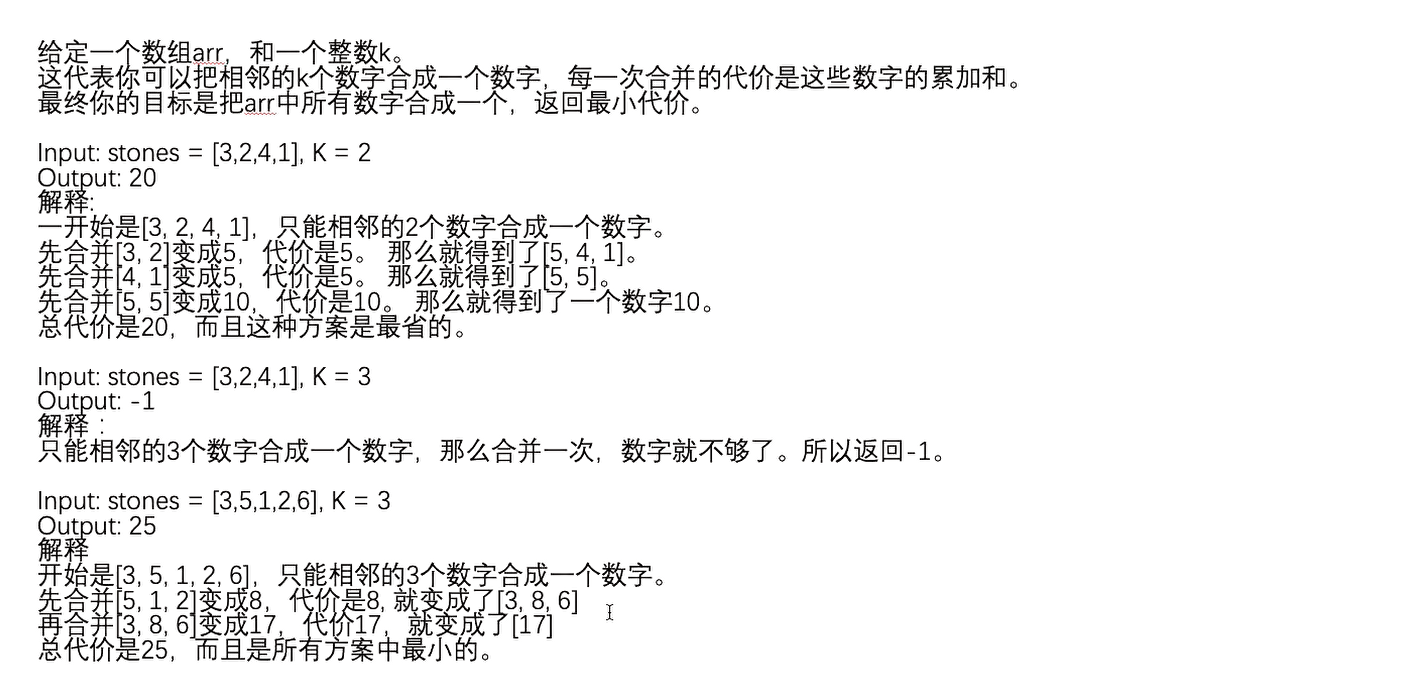 给定一个数组arr，和一个整数k。
这代表你可以把相邻的k个数字合成一个数字，每一次合并的代价是这些数字的累加和。
最终你的目标是把arr中所有数字合成一个，返回最小代价。
Input: stones = [3,2,4,1], K = 2
Output: 20
解释:
一开始是[3, 2, 4, 1]，只能相邻的2个数字合成一个数字。
先合并[3, 2]变成5，代价是5。 那么就得到了[5, 4, 1]。
先合并[4, 1]变成5，代价是5。 那么就得到了[5, 5]。
先合并[5, 5]变成10，代价是10。 那么就得到了一个数字10。
总代价是20，而且这种方案是最省的。
Input: stones = [3,2,4,1], K = 3
Output: -1
解释：
只能相邻的3个数字合成一个数字，那么合并一次，数字就不够了。所以返回-1。
Input: stones = [3,5,1,2,6], K = 3
Output: 25
解释
开始是[3, 5, 1, 2, 6]，只能相邻的3个数字合成一个数字。
先合并[5, 1, 2]变成8，代价是8, 就变成了[3, 8, 6]
再合并[3, 8, 6]变成17，代价17，就变成了[17]
总代价是25，而且是所有方案中最小的。